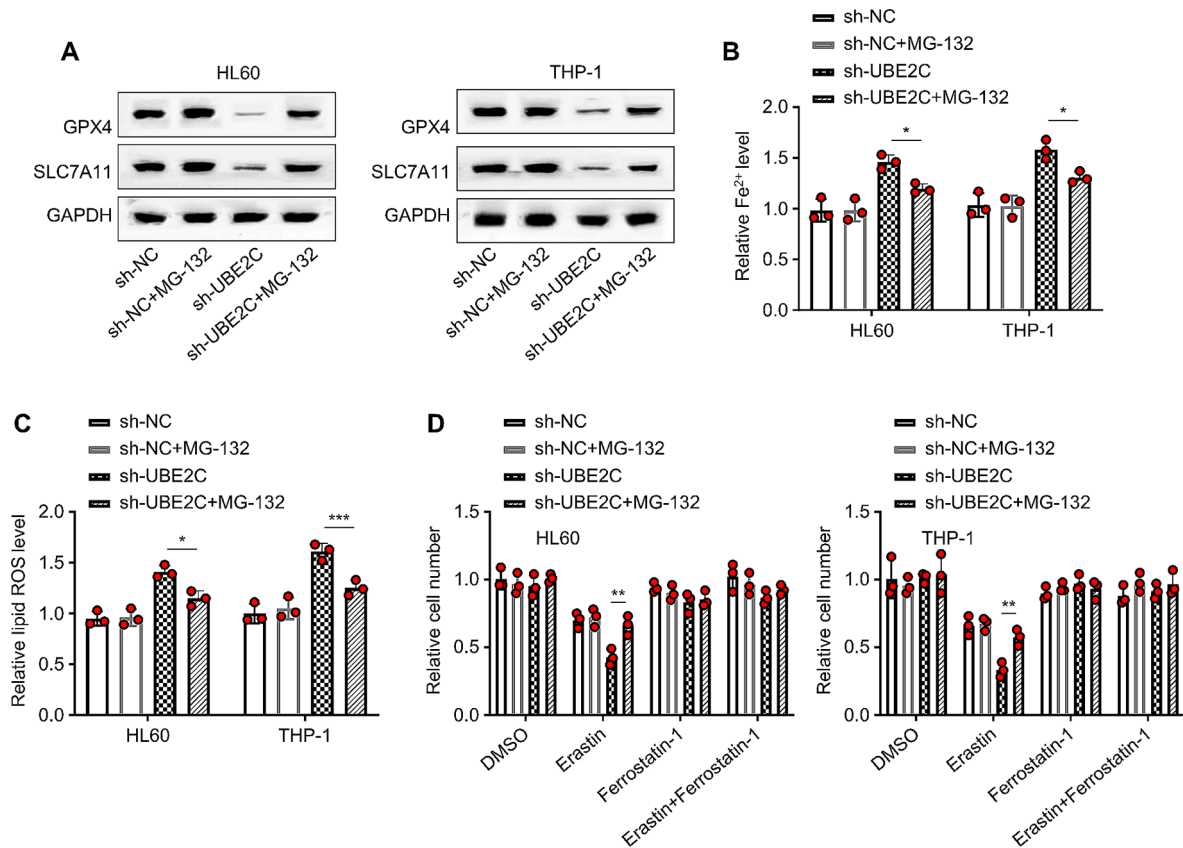 A
HL60
THP-1
GPX4
SLC7A11
GAPDH
sh-NC
sh-NC+MG-132
sh-UBE2C
sh-UBE2C+MG-132
GPX4
SLC7A11
GAPDH
sh-NC
sh-NC+MG-132
sh-UBE2C
sh-UBE2C+MG-132
B
sh-NC
sh-NC+MG-132
sh-UBE2C
sh-UBE2C+MG-132
Relative Fe²⁺ level
2.0
1.5
1.0
0.5
0.0
*
*
HL60
THP-1
C
sh-NC
sh-NC+MG-132
sh-UBE2C
sh-UBE2C+MG-132
Relative lipid ROS level
2.0
1.5
1.0
0.5
0.0
*
***
HL60
THP-1
D
sh-NC
sh-NC+MG-132
sh-UBE2C
sh-UBE2C+MG-132
HL60
Relative cell number
1.5
1.0
0.5
0.0
**
DMSO
Erastin
Ferrostatin-1
Erastin+Ferrostatin-1
sh-NC
sh-NC+MG-132
sh-UBE2C
sh-UBE2C+MG-132
THP-1
Relative cell number
1.5
1.0
0.5
0.0
**
DMSO
Erastin
Ferrostatin-1
Erastin+Ferrostatin-1